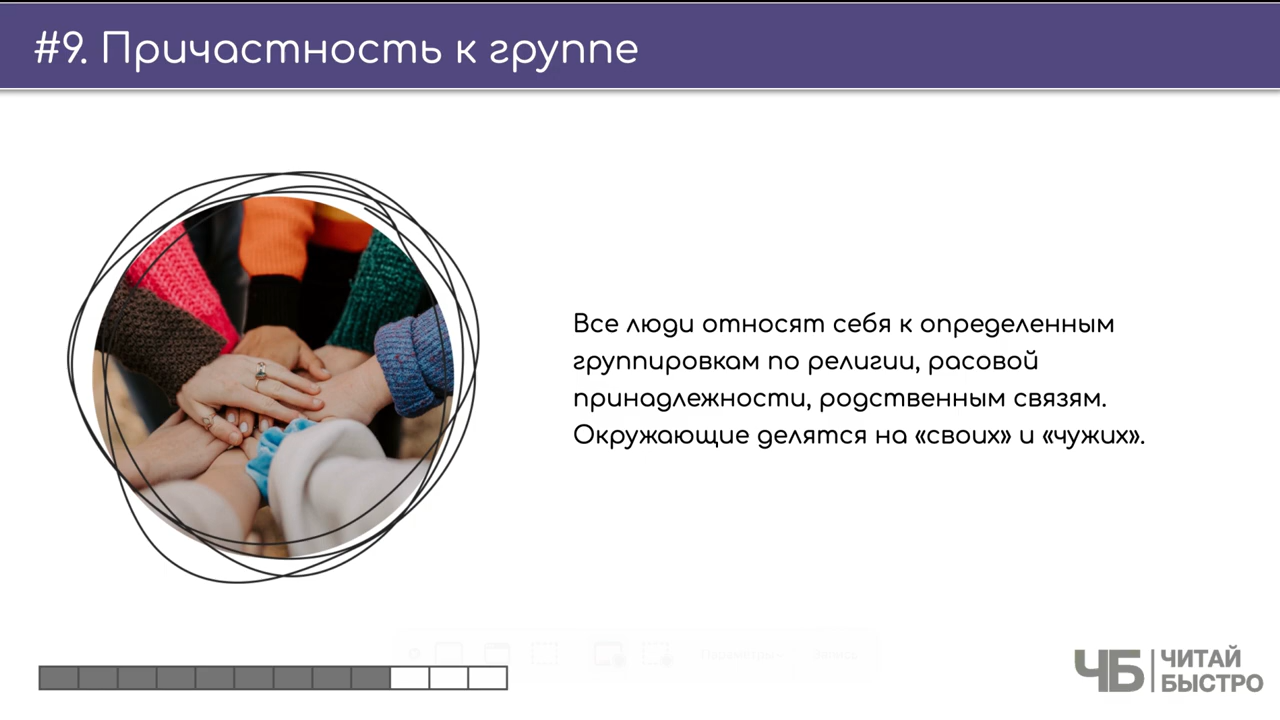 #9. Причастность к группе
Все люди относят себя к определенным
группировкам по религии, расовой
принадлежности, родственным связям.
Окружающие делятся на «своих» и «чужих».
ЧБ
ЧИТАЙ
БЫСТРО